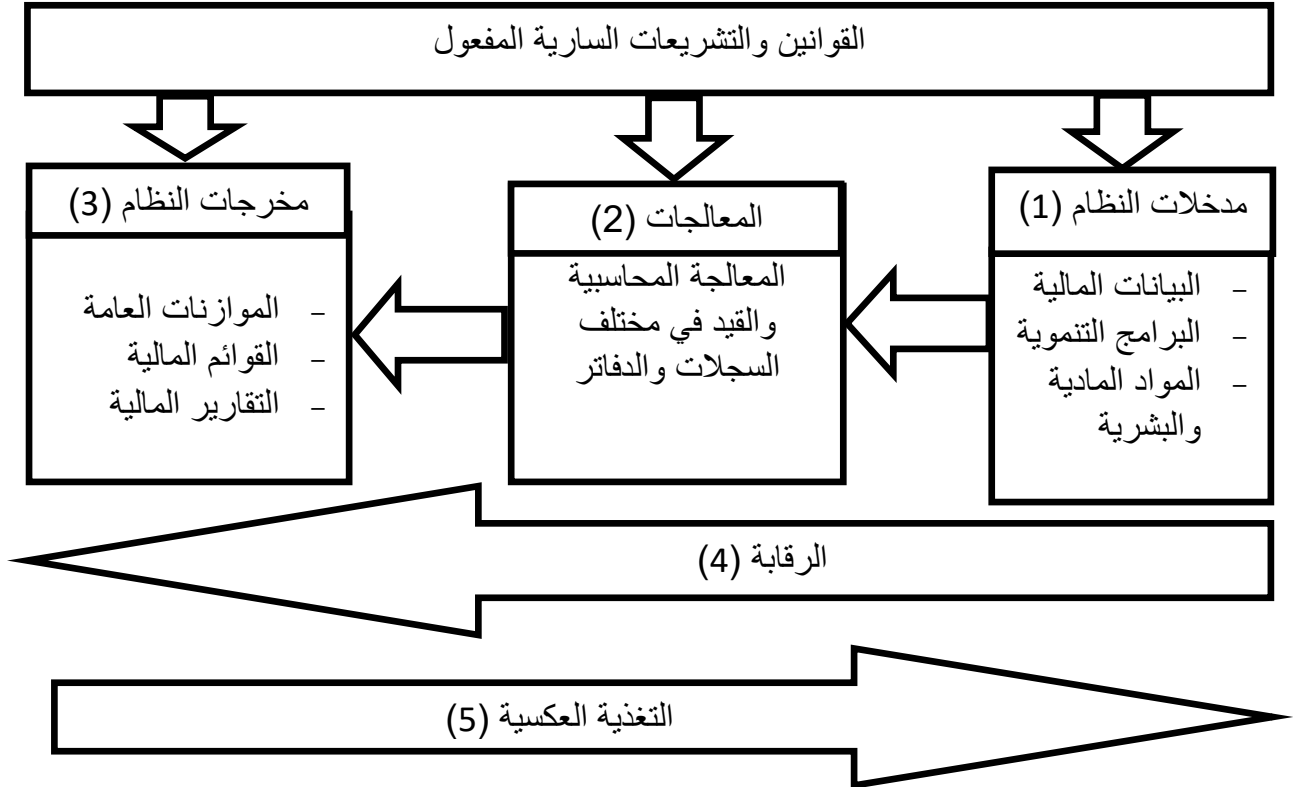 القوانين والتشريعات السارية المفعول
مدخلات النظام (1)
- البيانات المالية
- البرامج التنموية
- المواد المادية
والبشرية
المعالجات (2)
المعالجة المحاسبية
والقيد في مختلف
السجلات والدفاتر
مخرجات النظام (3)
- الموازنات العامة
- القوائم المالية
- التقارير المالية
الرقابة (4)
التغذية العكسية (5)